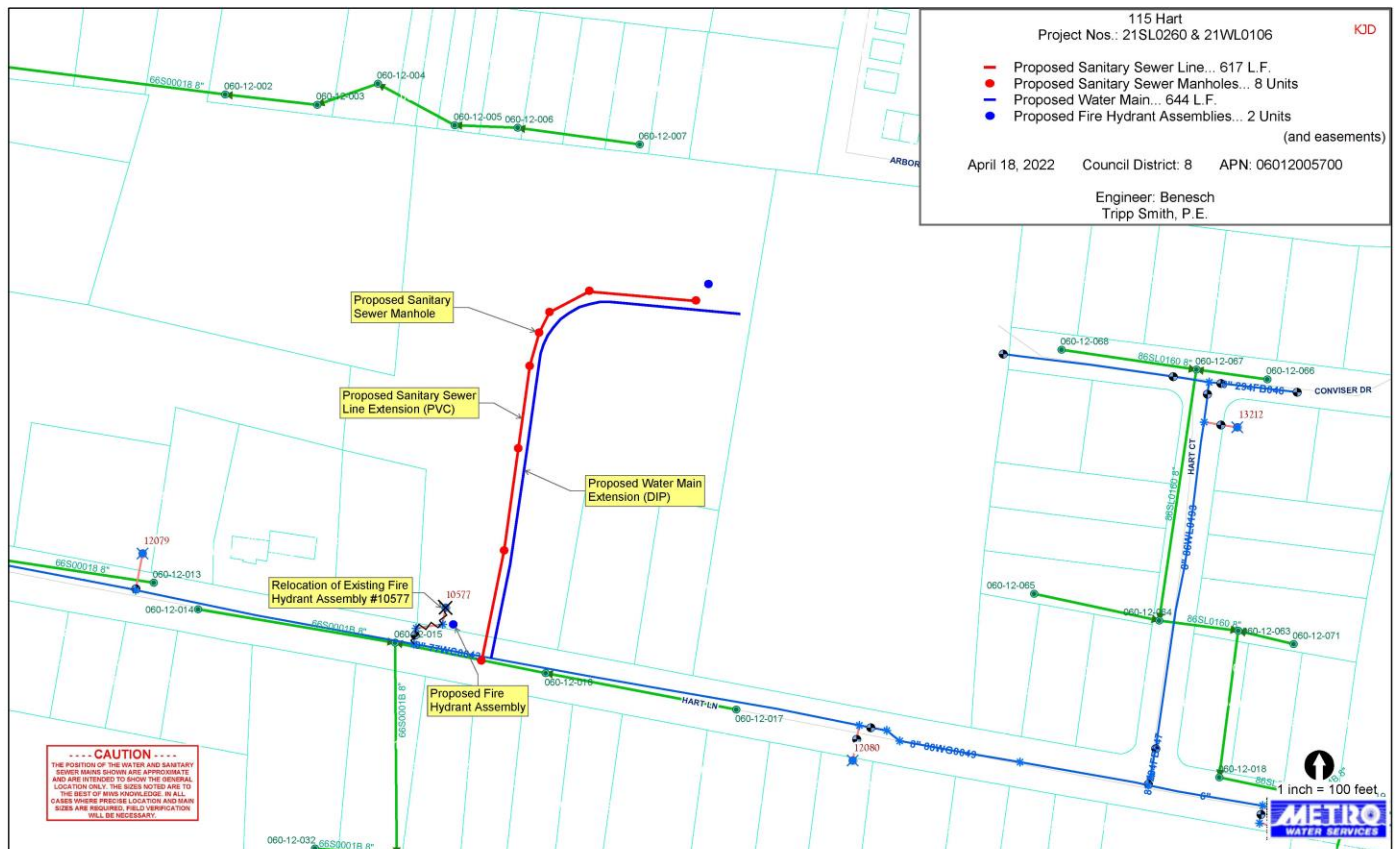 115 Hart
Project Nos.: 21SL0260 & 21WL0106
KJD
Proposed Sanitary Sewer Line... 617 L.F.
Proposed Sanitary Sewer Manholes... 8 Units
Proposed Water Main... 644 L.F.
Proposed Fire Hydrant Assemblies... 2 Units
(and easements)
April 18, 2022 Council District: 8 APN: 06012005700
Engineer: Benesch
Tripp Smith, P.E.
66S00018 8"
060-12-002
060-12-003
060-12-004
060-12-005
060-12-006
060-12-007
ARBOR
Proposed Sanitary
Sewer Manhole
Proposed Sanitary Sewer
Line Extension (PVC)
Proposed Water Main
Extension (DIP)
060-12-068
86SL0160 8"
060-12-067
060-12-066
CONVISER DR
13212
HART CT
86SL0160 8"
8" 86WL0193
12079
66S00018 8"
060-12-013
060-12-014
Relocation of Existing Fire
Hydrant Assembly #10577
10577
66S0001B 8"
060-12-015
060-12-016
Proposed Fire
Hydrant Assembly
66S0001B 8"
HART LN
060-12-017
12080
060-12-065
86SL0160 8"
060-12-063
060-12-071
060-12-018
6"
060-12-032
66S0001B 8"
---- CAUTION ----
THE POSITION OF THE WATER AND SANITARY
SEWER MAINS SHOWN ARE APPROXIMATE
AND ARE INTENDED TO SHOW THE GENERAL
LOCATION ONLY. THE SIZES NOTED ARE TO
THE BEST OF MWS KNOWLEDGE. IN ALL
CASES WHERE PRECISE LOCATION AND MAIN
SIZES ARE REQUIRED, FIELD VERIFICATION
WILL BE NECESSARY.
1 inch = 100 feet
METRO
WATER SERVICES